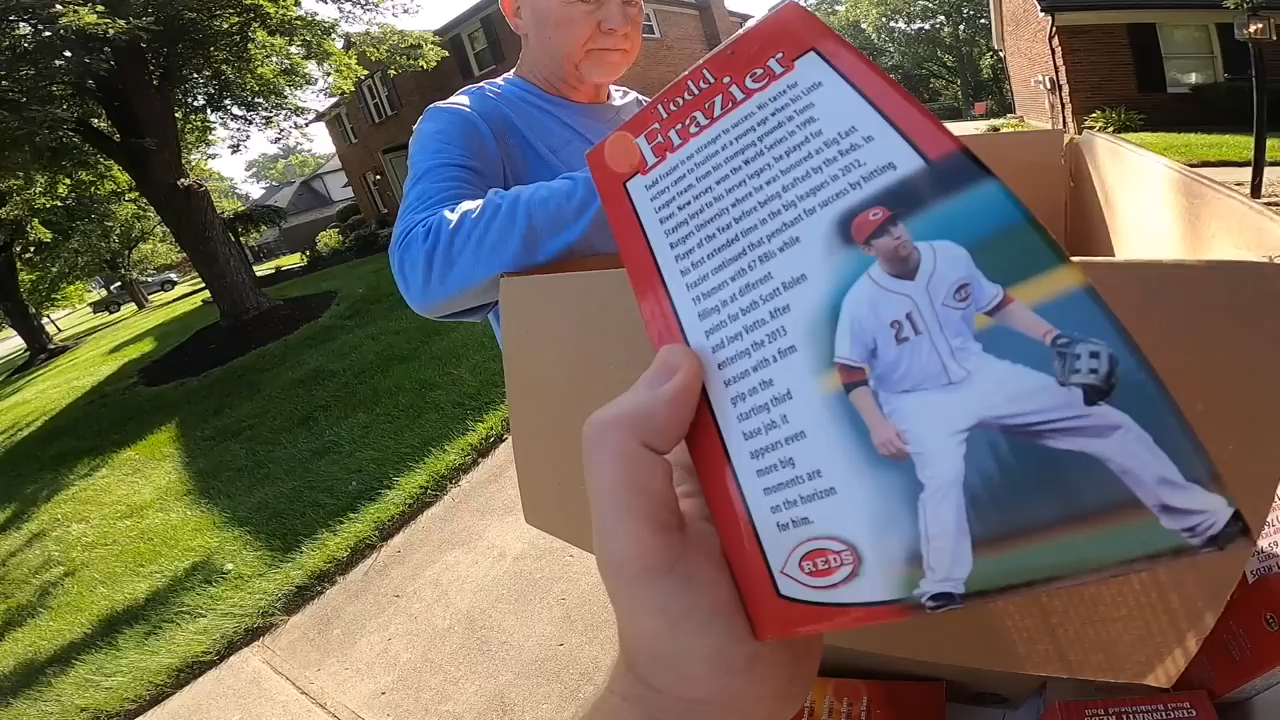 Todd
Frazier
Todd Frazier is no stranger to success. His taste for
victory came to fruition at a young age when his Little
League team, from his stomping grounds in Toms
River, New Jersey, won the World Series in 1998.
Staying loyal to his Jersey legacy, he played for
Rutgers University where he was honored as Big East
Player of the Year before being drafted by the Reds. In
his first extended time in the big leagues in 2012,
Frazier continued that penchant for success by hitting
19 homers with 67 RBIs while
filling in at different
points for both Scott Rolen
and Joey Votto. After
entering the 2013
season with a firm
grip on the
starting third
base job, it
appears even
more big
moments are
on the horizon
for him.
REDS
21
CINCINNATI REDS
Dual Bobblehead
Doll